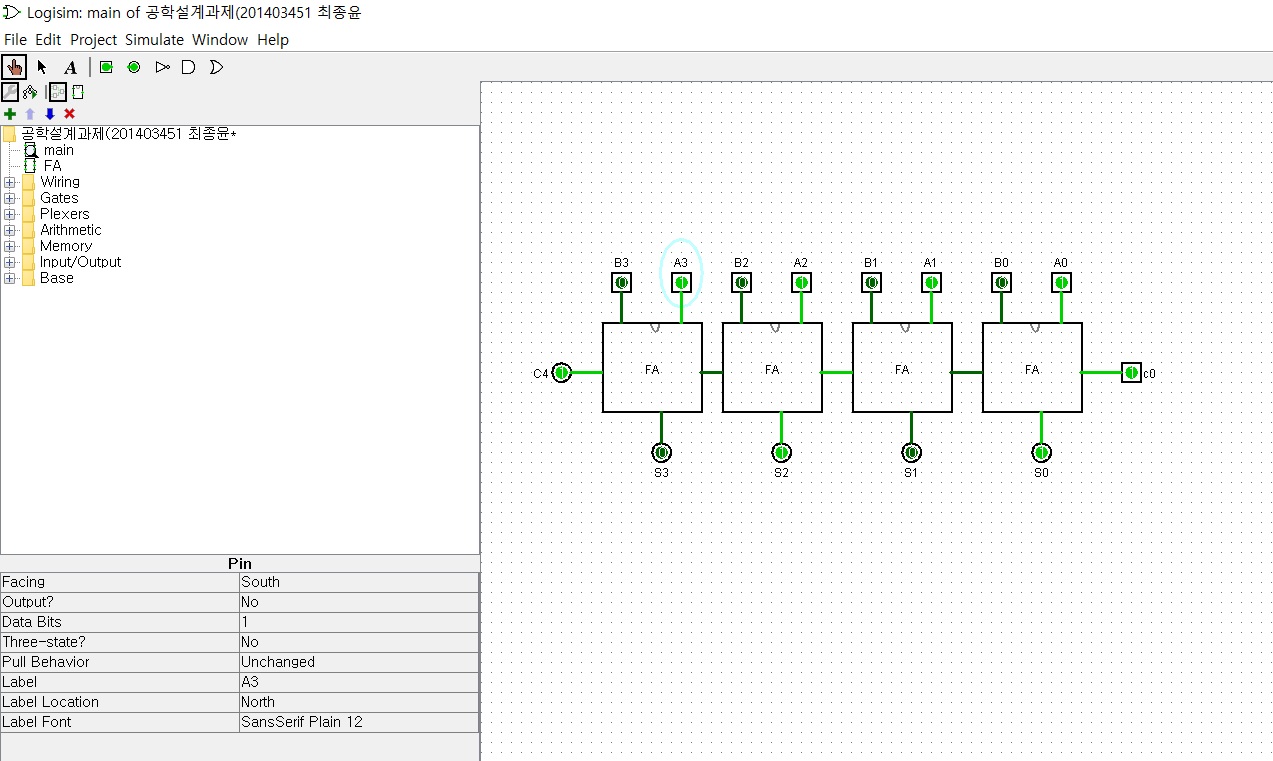 Logisim: main of 공학설계과제(201403451 최종윤
File Edit Project Simulate Window Help
A
공학설계과제(201403451 최종윤*
main
FA
Wiring
Gates
Plexers
Arithmetic
Memory
Input/Output
Base
B3 A3 B2 A2 B1 A1 B0 A0
0 1 0 1 0 1 0 1
C4 1 FA FA FA FA 1 c0
0 1 0 1
S3 S2 S1 S0
Pin
Facing South
Output? No
Data Bits 1
Three-state? No
Pull Behavior Unchanged
Label A3
Label Location North
Label Font SansSerif Plain 12